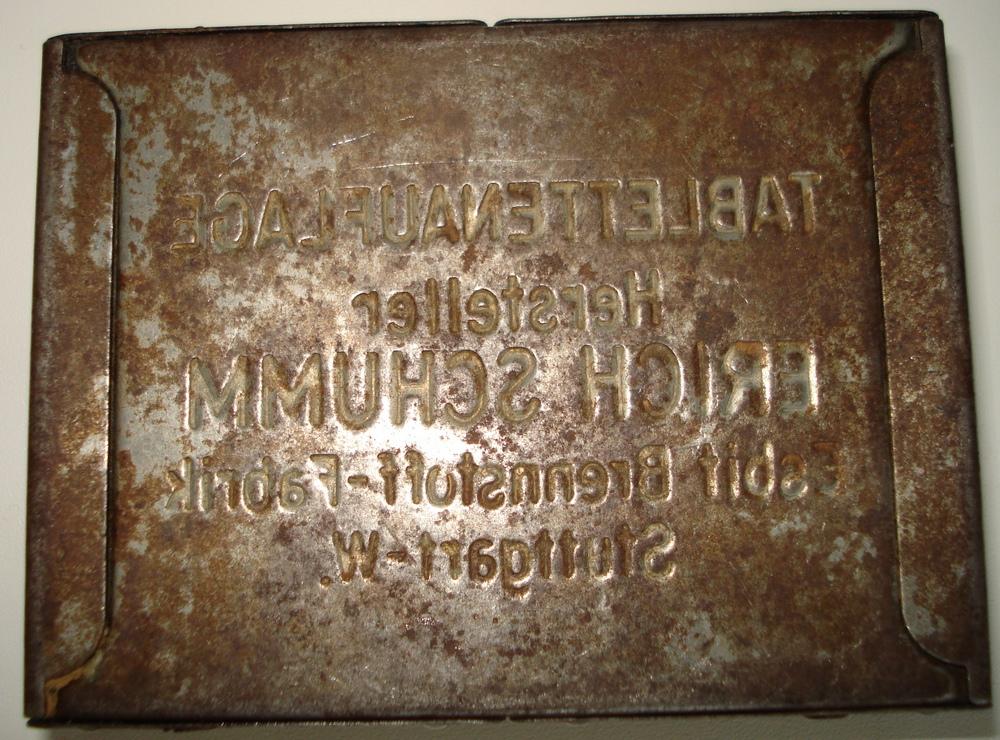 TABLETTENAUFLAGE
Hersteller
ERICH SCHUMM
Esbit Brennstoff-Fabrik
Stuttgart-W.